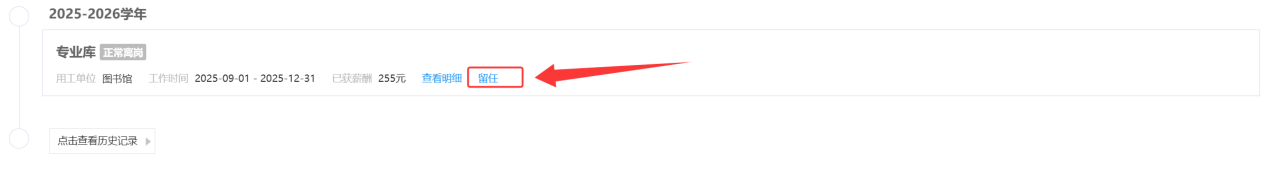 2025-2026学年
专业库 正常离岗
用工单位 图书馆 工作时间 2025-09-01 - 2025-12-31 已获薪酬 255元 查看明细 留任
点击查看历史记录